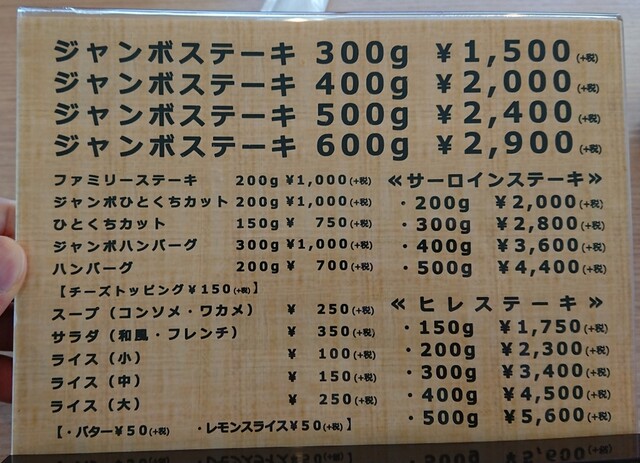 ジャンボステーキ 300g ¥1,500(+税)
ジャンボステーキ 400g ¥2,000(+税)
ジャンボステーキ 500g ¥2,400(+税)
ジャンボステーキ 600g ¥2,900(+税)
ファミリーステーキ 200g ¥1,000(+税)
ジャンボひとくちカット 200g ¥1,000(+税)
ひとくちカット 150g ¥ 750(+税)
ジャンボハンバーグ 300g ¥1,000(+税)
ハンバーグ 200g ¥ 700(+税)
【チーズトッピング¥150(+税)】
スープ（コンソメ・ワカメ） ¥ 250(+税)
サラダ（和風・フレンチ） ¥ 350(+税)
ライス（小） ¥ 100(+税)
ライス（中） ¥ 150(+税)
ライス（大） ¥ 250(+税)
【・バター¥50(+税) ・レモンスライス¥50(+税)】
≪サーロインステーキ≫
・200g ¥2,000(+税)
・300g ¥2,800(+税)
・400g ¥3,600(+税)
・500g ¥4,400(+税)
≪ヒレステーキ≫
・150g ¥1,750(+税)
・200g ¥2,300(+税)
・300g ¥3,400(+税)
・400g ¥4,500(+税)
・500g ¥5,600(+税)